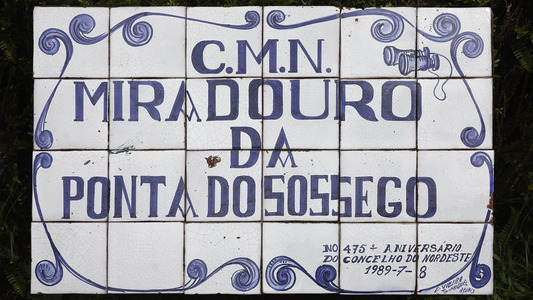 C.M.N.
MIRADOURO
DA
PONTA DO SOSSEGO
NO 475º ANIVERSÁRIO
DO CONCELHO DO NORDESTE
1989-7-8